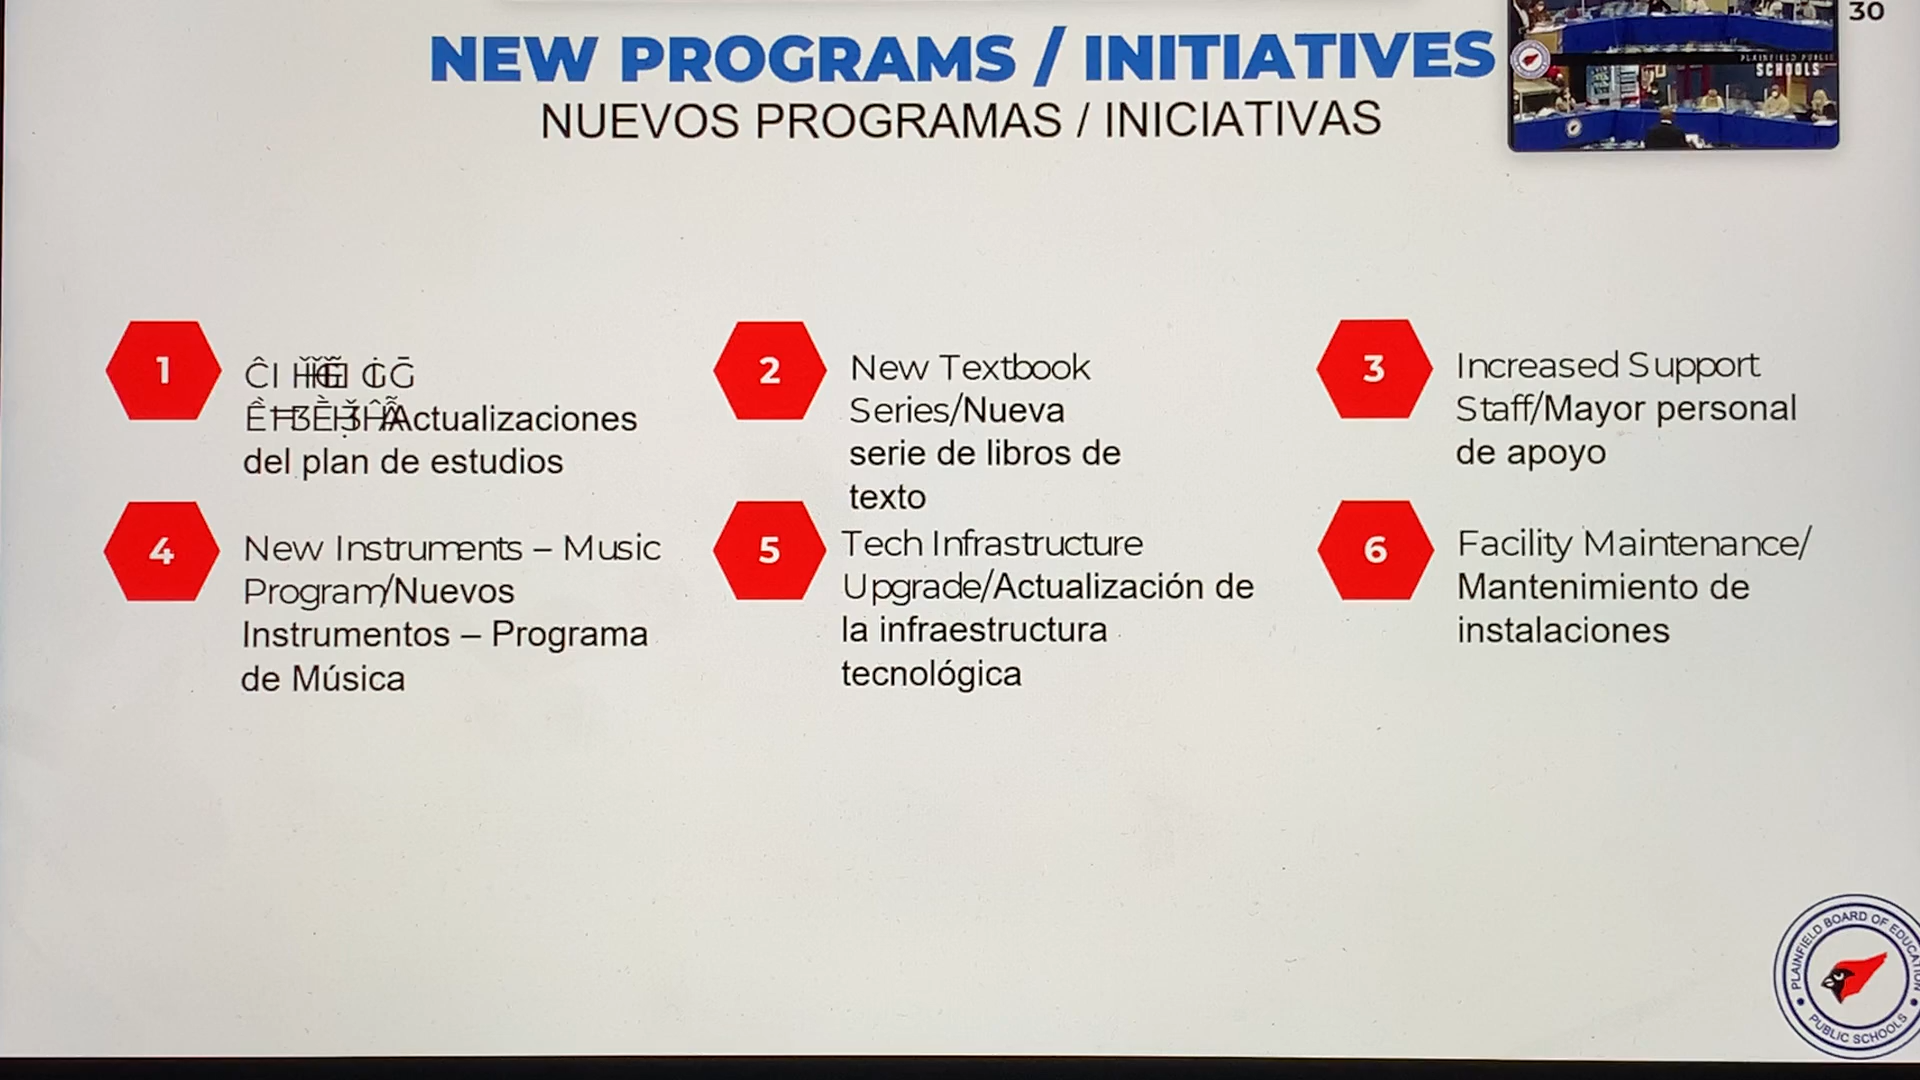 30
NEW PROGRAMS / INITIATIVES
NUEVOS PROGRAMAS / INICIATIVAS
PLAINFIELD PUBLIC
SCHOOLS
1
Actualizaciones
del plan de estudios
2
New Textbook
Series/Nueva
serie de libros de
texto
3
Increased Support
Staff/Mayor personal
de apoyo
4
New Instruments – Music
Program/Nuevos
Instrumentos – Programa
de Música
5
Tech Infrastructure
Upgrade/Actualización de
la infraestructura
tecnológica
6
Facility Maintenance/
Mantenimiento de
instalaciones
PLAINFIELD BOARD OF EDUCATION
PUBLIC SCHOOLS